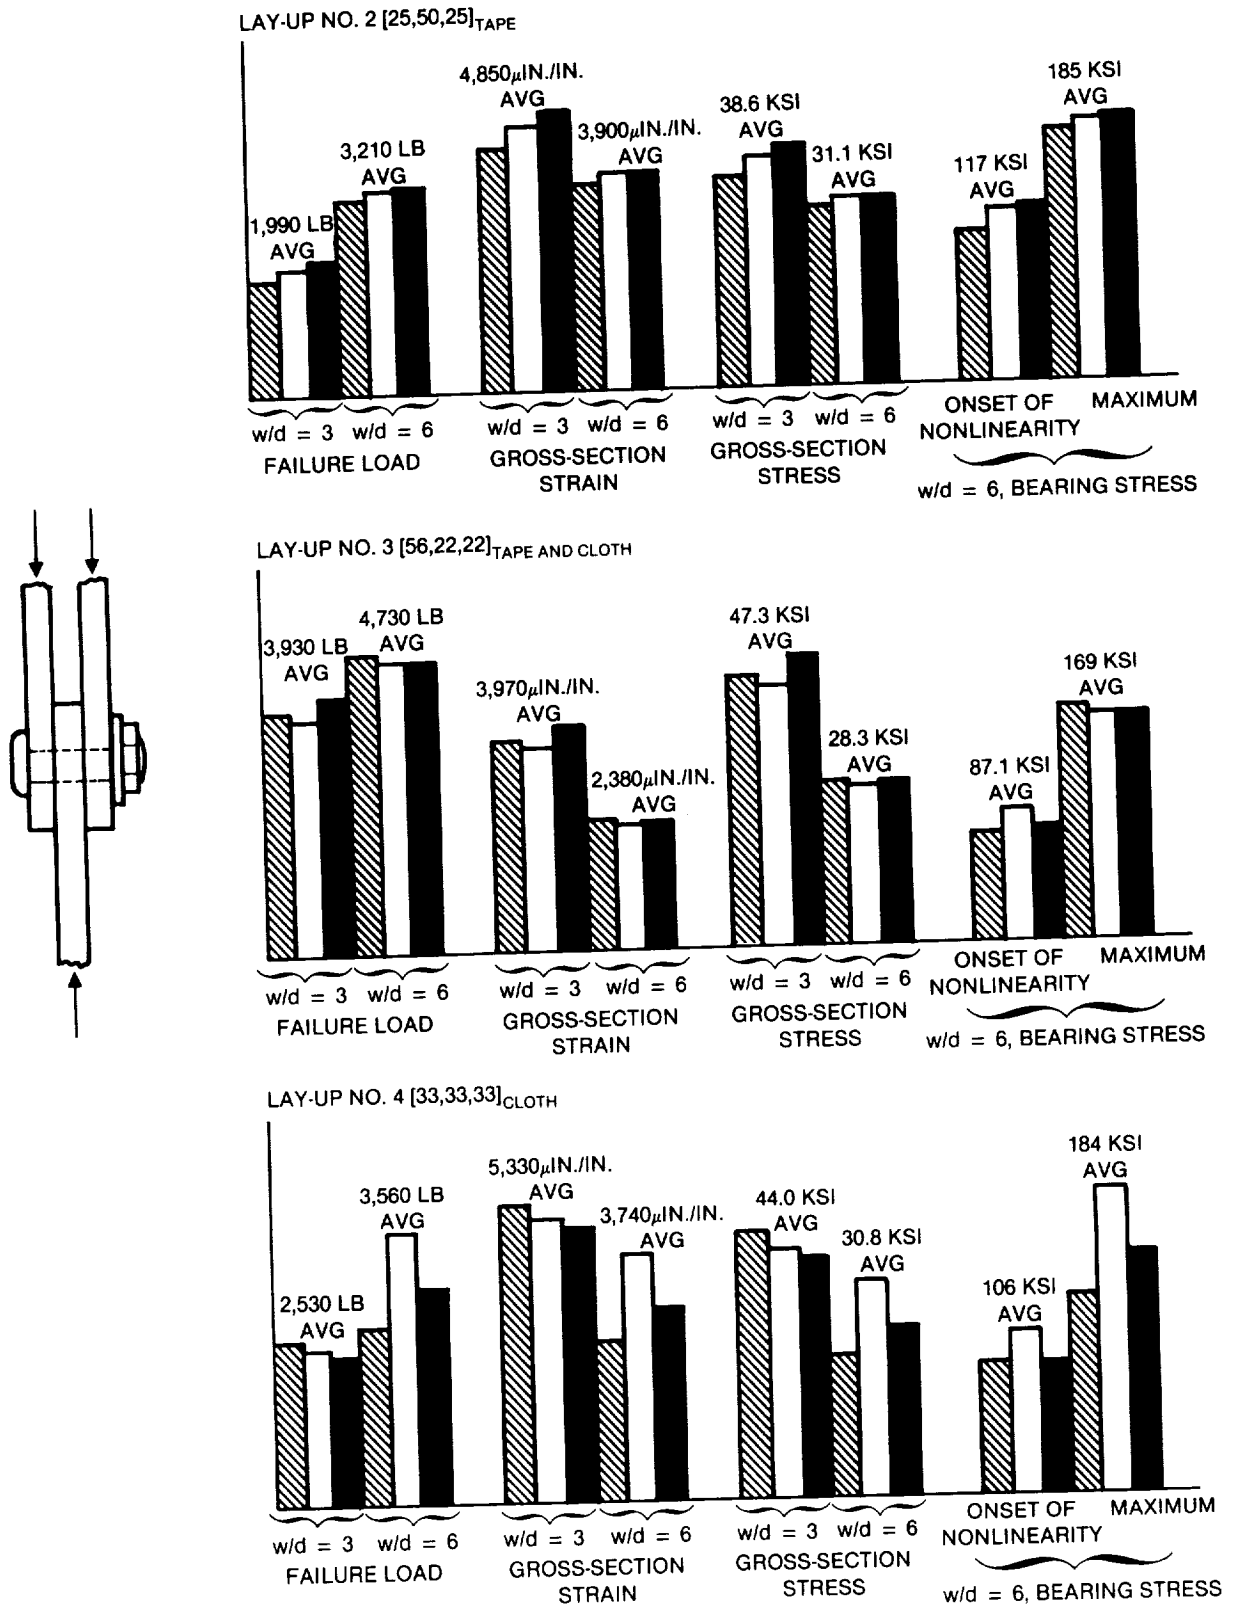 LAY-UP NO. 2 [25,50,25]TAPE
1,990 LB
AVG
3,210 LB
AVG
4,850μIN./IN.
AVG
3,900μIN./IN.
AVG
38.6 KSI
AVG
31.1 KSI
AVG
117 KSI
AVG
185 KSI
AVG
w/d = 3
w/d = 6
FAILURE LOAD
w/d = 3
w/d = 6
GROSS-SECTION
STRAIN
w/d = 3
w/d = 6
GROSS-SECTION
STRESS
ONSET OF
NONLINEARITY
MAXIMUM
w/d = 6, BEARING STRESS
LAY-UP NO. 3 [56,22,22]TAPE AND CLOTH
3,930 LB
AVG
4,730 LB
AVG
3,970μIN./IN.
AVG
2,380μIN./IN.
AVG
47.3 KSI
AVG
28.3 KSI
AVG
87.1 KSI
AVG
169 KSI
AVG
w/d = 3
w/d = 6
FAILURE LOAD
w/d = 3
w/d = 6
GROSS-SECTION
STRAIN
w/d = 3
w/d = 6
GROSS-SECTION
STRESS
ONSET OF
NONLINEARITY
MAXIMUM
w/d = 6, BEARING STRESS
LAY-UP NO. 4 [33,33,33]CLOTH
2,530 LB
AVG
3,560 LB
AVG
5,330μIN./IN.
AVG
3,740μIN./IN.
AVG
44.0 KSI
AVG
30.8 KSI
AVG
106 KSI
AVG
184 KSI
AVG
w/d = 3
w/d = 6
FAILURE LOAD
w/d = 3
w/d = 6
GROSS-SECTION
STRAIN
w/d = 3
w/d = 6
GROSS-SECTION
STRESS
ONSET OF
NONLINEARITY
MAXIMUM
w/d = 6, BEARING STRESS